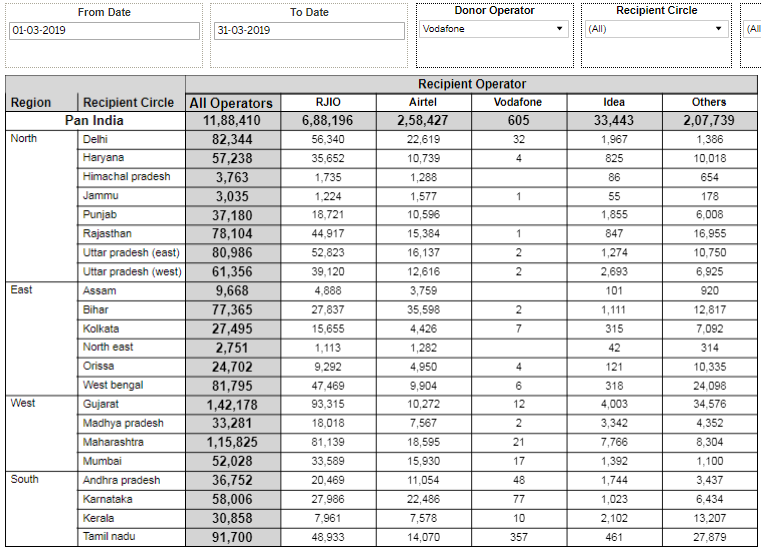 From Date To Date Donor Operator Recipient Circle
01-03-2019 31-03-2019 Vodafone (All) (All
Recipient Operator
Region Recipient Circle All Operators RJIO Airtel Vodafone Idea Others
Pan India 11,88,410 6,88,196 2,58,427 605 33,443 2,07,739
North Delhi 82,344 56,340 22,619 32 1,967 1,386
Haryana 57,238 35,652 10,739 4 825 10,018
Himachal pradesh 3,763 1,735 1,288 86 654
Jammu 3,035 1,224 1,577 1 55 178
Punjab 37,180 18,721 10,596 1,855 6,008
Rajasthan 78,104 44,917 15,384 1 847 16,955
Uttar pradesh (east) 80,986 52,823 16,137 2 1,274 10,750
Uttar pradesh (west) 61,356 39,120 12,616 2 2,693 6,925
East Assam 9,668 4,888 3,759 101 920
Bihar 77,365 27,837 35,598 2 1,111 12,817
Kolkata 27,495 15,655 4,426 7 315 7,092
North east 2,751 1,113 1,282 42 314
Orissa 24,702 9,292 4,950 4 121 10,335
West bengal 81,795 47,469 9,904 6 318 24,098
West Gujarat 1,42,178 93,315 10,272 12 4,003 34,576
Madhya pradesh 33,281 18,018 7,567 2 3,342 4,352
Maharashtra 1,15,825 81,139 18,595 21 7,766 8,304
Mumbai 52,028 33,589 15,930 17 1,392 1,100
South Andhra pradesh 36,752 20,469 11,054 48 1,744 3,437
Karnataka 58,006 27,986 22,486 77 1,023 6,434
Kerala 30,858 7,961 7,578 10 2,102 13,207
Tamil nadu 91,700 48,933 14,070 357 461 27,879